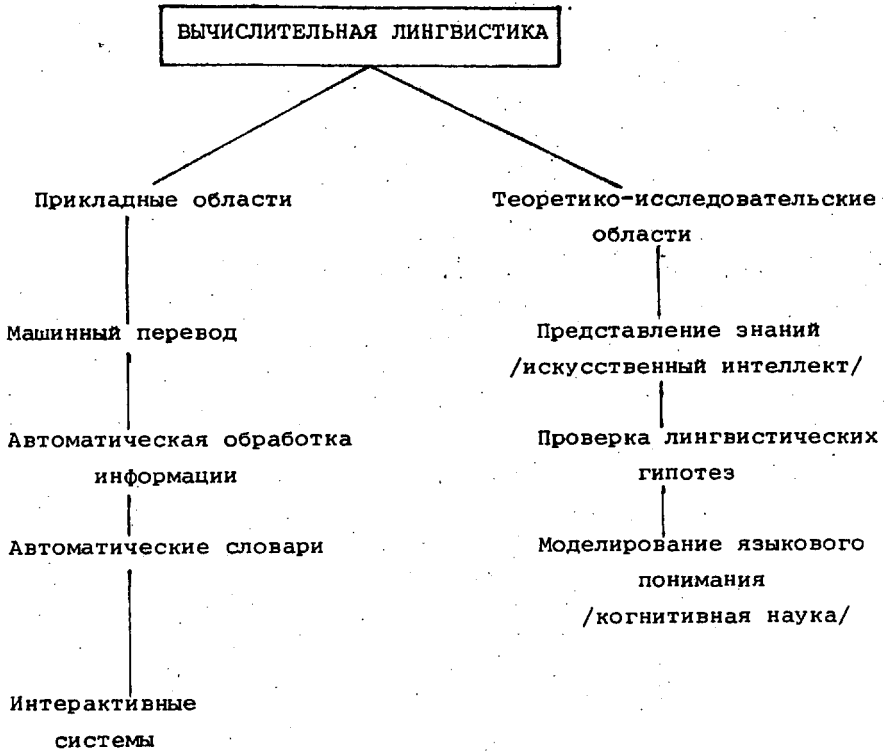 ВЫЧИСЛИТЕЛЬНАЯ ЛИНГВИСТИКА
Прикладные области
Машинный перевод
Автоматическая обработка
информации
Автоматические словари
Интерактивные
системы
Теоретико-исследовательские
области
Представление знаний
/искусственный интеллект/
Проверка лингвистических
гипотез
Моделирование языкового
понимания
/когнитивная наука/